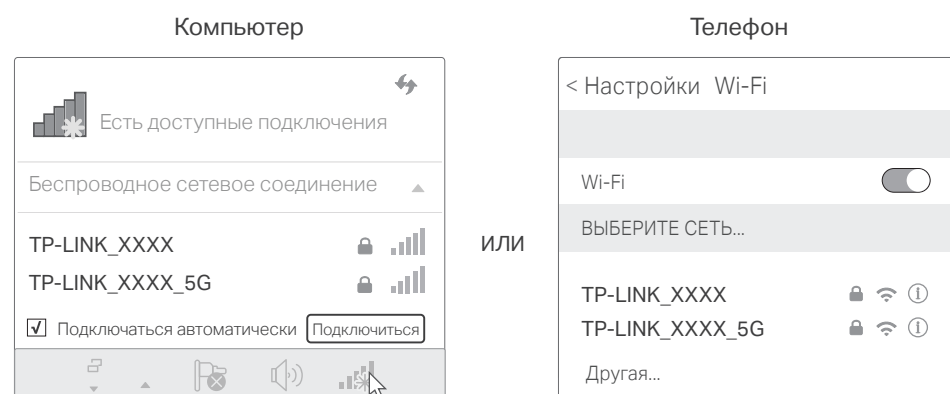 Компьютер
Есть доступные подключения
Беспроводное сетевое соединение
TP-LINK_XXXX
TP-LINK_XXXX_5G
Подключаться автоматически Подключиться
или
Телефон
< Настройки Wi-Fi
Wi-Fi
ВЫБЕРИТЕ СЕТЬ...
TP-LINK_XXXX
TP-LINK_XXXX_5G
Другая...